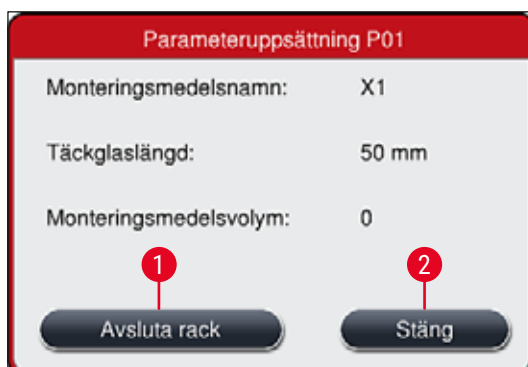 Parameteruppsättning P01
Monteringsmedelsnamn: X1
Täckglaslängd: 50 mm
Monteringsmedelsvolym: 0
1 2
Avsluta rack Stäng